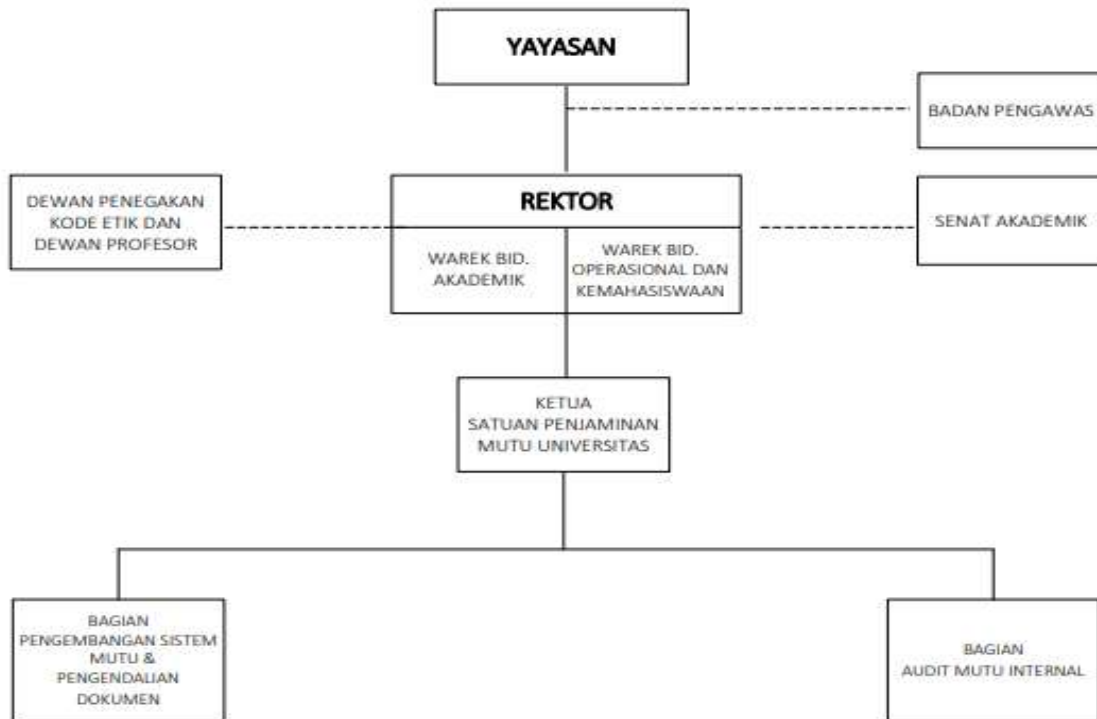 YAYASAN
BADAN PENGAWAS
DEWAN PENEGAKAN
KODE ETIK DAN
DEWAN PROFESOR
REKTOR
SENAT AKADEMIK
WAREK BID.
AKADEMIK
WAREK BID.
OPERASIONAL DAN
KEMAHASISWAAN
KETUA
SATUAN PENJAMINAN
MUTU UNIVERSITAS
BAGIAN
PENGEMBANGAN SISTEM
MUTU &
PENGENDALIAN
DOKUMEN
BAGIAN
AUDIT MUTU INTERNAL